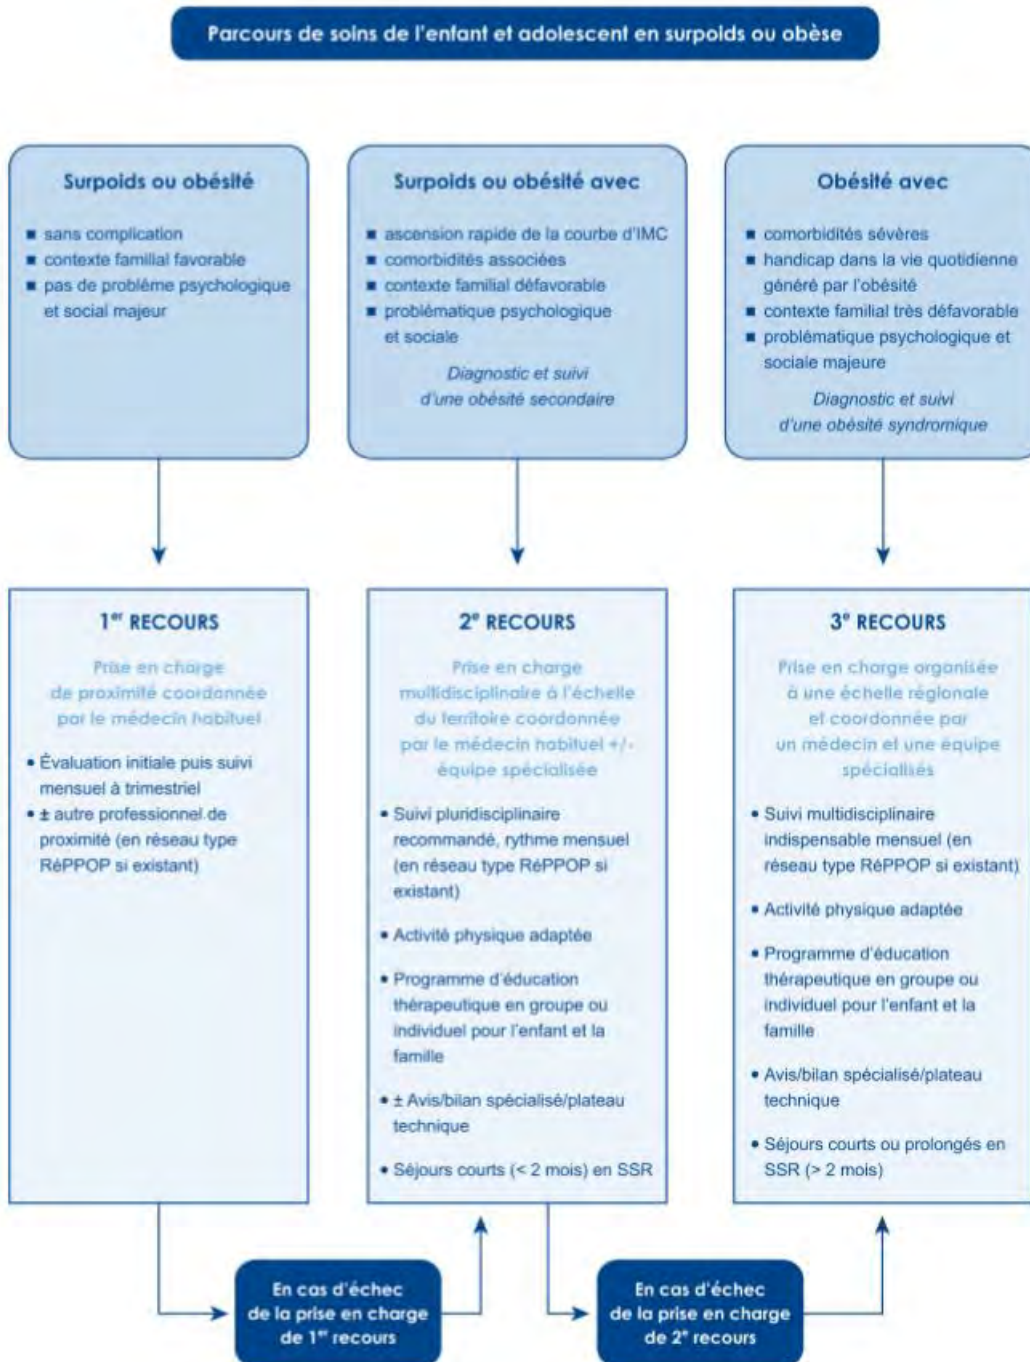 Parcours de soins de l'enfant et adolescent en surpoids ou obèse
Surpoids ou obésité
■ sans complication
■ contexte familial favorable
■ pas de problème psychologique
et social majeur
Surpoids ou obésité avec
■ ascension rapide de la courbe d'IMC
■ comorbidités associées
■ contexte familial défavorable
■ problématique psychologique
et sociale
Diagnostic et suivi
d'une obésité secondaire
Obésité avec
■ comorbidités sévères
■ handicap dans la vie quotidienne
généré par l'obésité
■ contexte familial très défavorable
■ problématique psychologique et
sociale majeure
Diagnostic et suivi
d'une obésité syndromique
1er RECOURS
Prise en charge
de proximité coordonnée
par le médecin habituel
• Évaluation initiale puis suivi
mensuel à trimestriel
• ± autre professionnel de
proximité (en réseau type
RéPPOP si existant)
2e RECOURS
Prise en charge
multidisciplinaire à l'échelle
du territoire coordonnée
par le médecin habituel +/-
équipe spécialisée
• Suivi pluridisciplinaire
recommandé, rythme mensuel
(en réseau type RéPPOP si
existant)
• Activité physique adaptée
• Programme d'éducation
thérapeutique en groupe ou
individuel pour l'enfant et la
famille
• ± Avis/bilan spécialisé/plateau
technique
• Séjours courts (< 2 mois) en SSR
3e RECOURS
Prise en charge organisée
à une échelle régionale
et coordonnée par
un médecin et une équipe
spécialisés
• Suivi multidisciplinaire
indispensable mensuel (en
réseau type RéPPOP si existant)
• Activité physique adaptée
• Programme d'éducation
thérapeutique en groupe ou
individuel pour l'enfant et la
famille
• Avis/bilan spécialisé/plateau
technique
• Séjours courts ou prolongés en
SSR (> 2 mois)
En cas d'échec
de la prise en charge
de 1er recours
En cas d'échec
de la prise en charge
de 2e recours